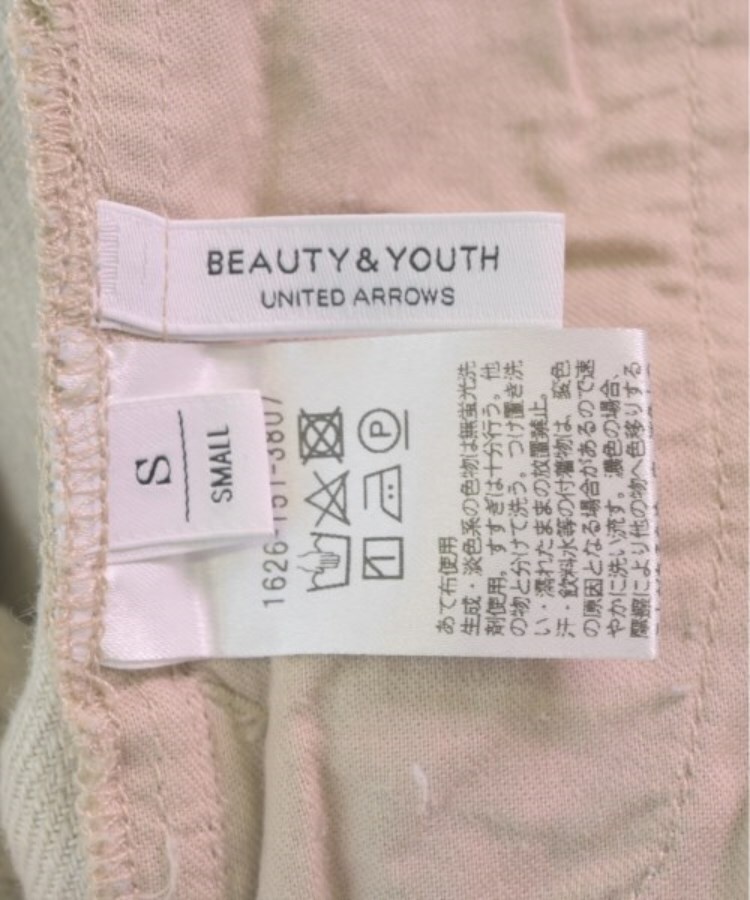 BEAUTY&YOUTH
UNITED ARROWS
S
SMALL
1626-151-3807
P
あて布使用
生成・淡色系の色物は無蛍光洗
剤使用。すすぎは十分行う。他
の物と分けて洗う。つけ置き洗
い・濡れたままの放置禁止。
汗・飲料水等の付着物は、変色
の原因となる場合があるので速
やかに洗い流す。濃色の場合、
摩擦により他の物へ色移りする